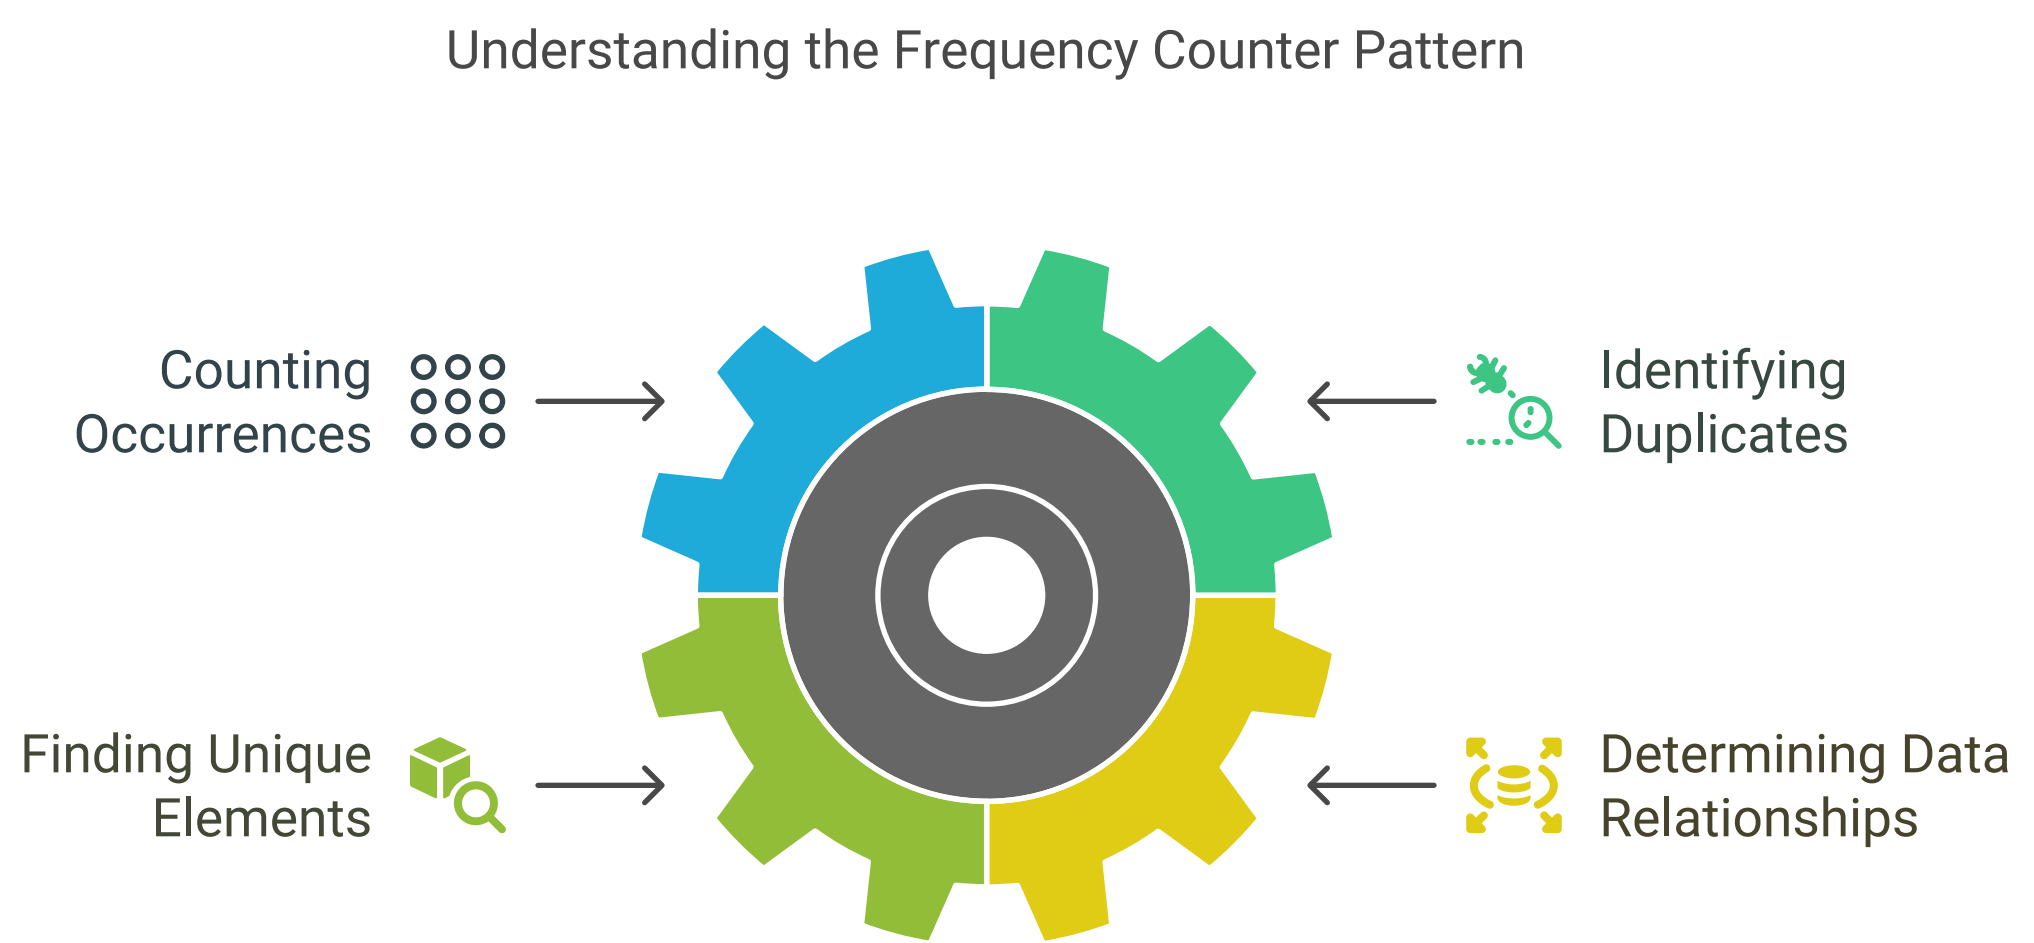 Understanding the Frequency Counter Pattern
Counting
Occurrences
Identifying
Duplicates
Finding Unique
Elements
Determining Data
Relationships